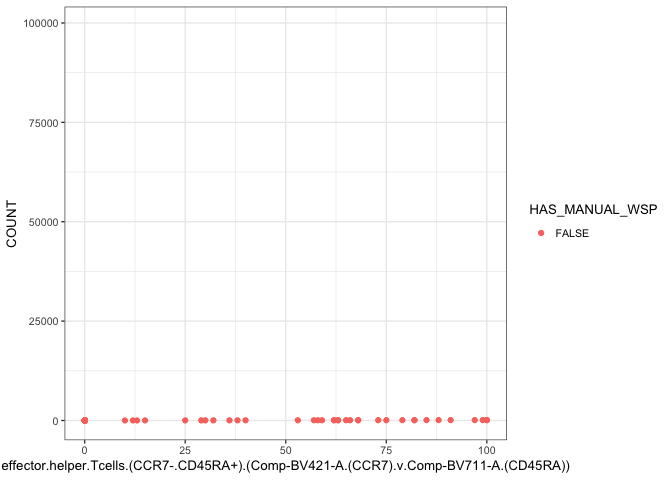 100000
75000
50000
25000
0
COUNT
0 25 50 75 100
effector.helper.Tcells.(CCR7-.CD45RA+).(Comp-BV421-A.(CCR7).v.Comp-BV711-A.(CD45RA))
HAS_MANUAL_WSP
FALSE